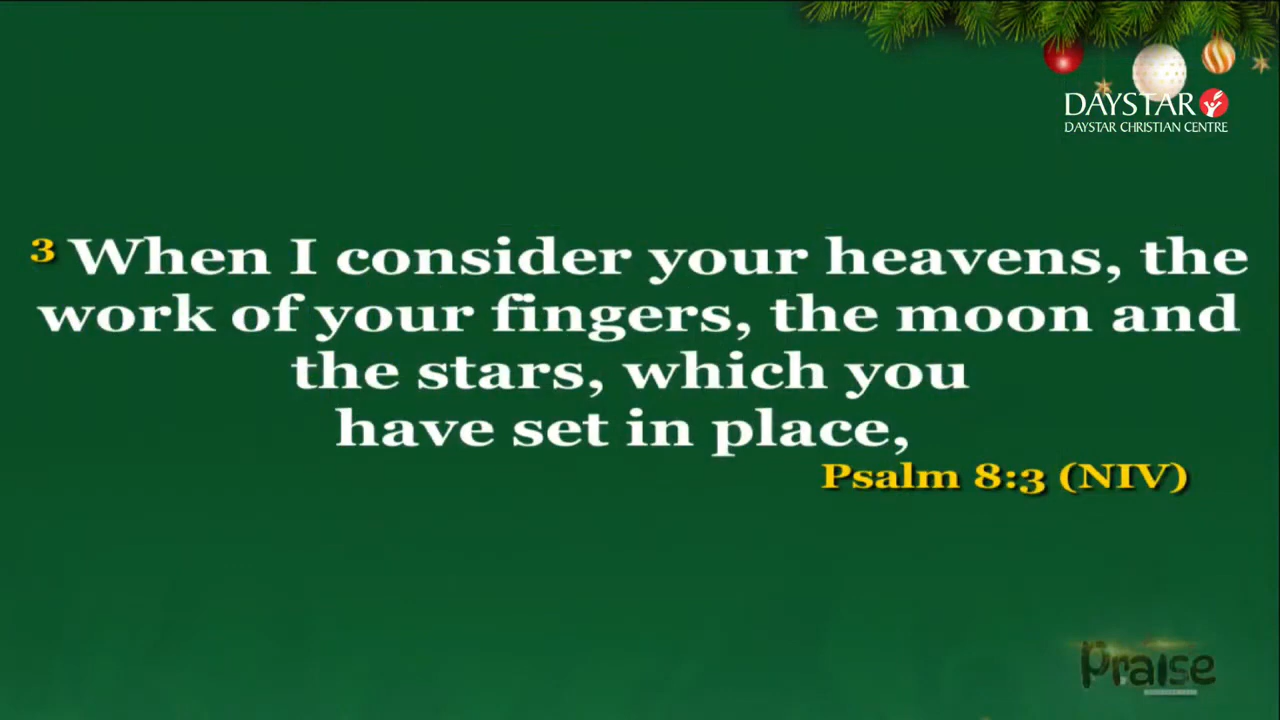 DAYSTAR
DAYSTAR CHRISTIAN CENTRE
3 When I consider your heavens, the
work of your fingers, the moon and
the stars, which you
have set in place,
Psalm 8:3 (NIV)
Praise